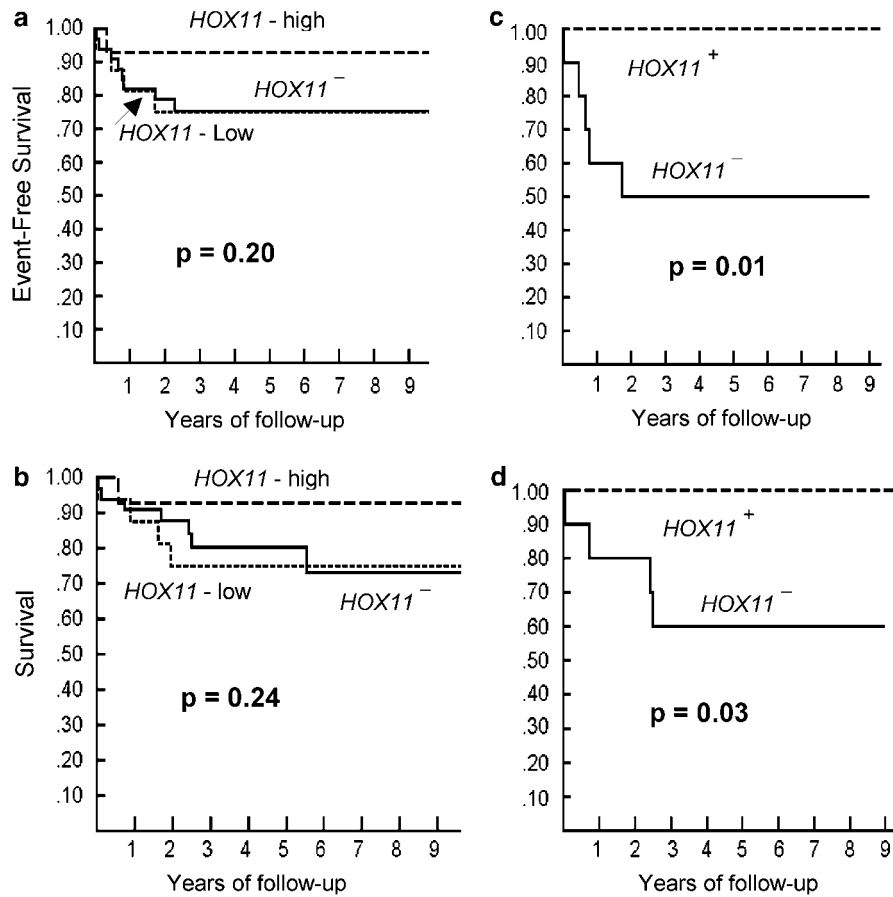 a
HOX11 - high
1.00
.90
.80
.70
.60
.50
.40
.30
.20
.10
HOX11 –
HOX11 - Low
Event-Free Survival
p = 0.20
1 2 3 4 5 6 7 8 9
Years of follow-up
c
1.00
.90
.80
.70
.60
.50
.40
.30
.20
.10
HOX11 +
HOX11 –
p = 0.01
1 2 3 4 5 6 7 8 9
Years of follow-up
b
1.00
.90
.80
.70
.60
.50
.40
.30
.20
.10
HOX11 - high
HOX11 - low
HOX11 –
Survival
p = 0.24
1 2 3 4 5 6 7 8 9
Years of follow-up
d
1.00
.90
.80
.70
.60
.50
.40
.30
.20
.10
HOX11 +
HOX11 –
p = 0.03
1 2 3 4 5 6 7 8 9
Years of follow-up